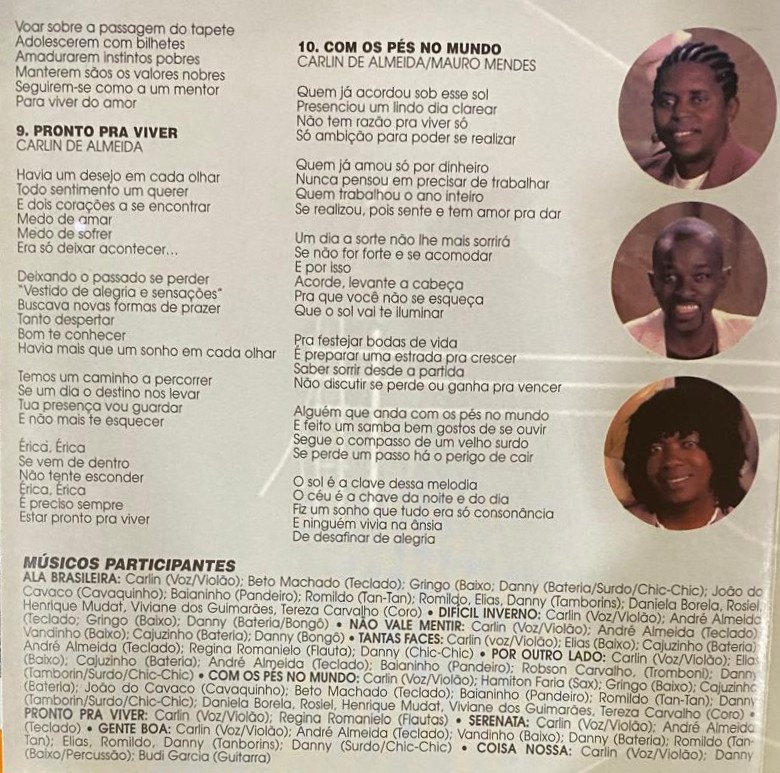 Voar sobre a passagem do tapete
Adolescerem com bilhetes
Amadurarem instintos pobres
Manterem sãos os valores nobres
Seguirem-se como a um mentor
Para viver do amor
9. PRONTO PRA VIVER
CARLIN DE ALMEIDA
Havia um desejo em cada olhar
Todo sentimento um querer
E dois corações a se encontrar
Medo de amar
Medo de sofrer
Era só deixar acontecer...
Deixando o passado se perder
"Vestido de alegria e sensações"
Buscava novas formas de prazer
Tanto despertar
Bom te conhecer
Havia mais que um sonho em cada olhar
Temos um caminho a percorrer
Se um dia o destino nos levar
Tua presença vou guardar
E não mais te esquecer
Érica, Érica
Se vem de dentro
Não tente esconder
Érica, Érica
É preciso sempre
Estar pronto pra viver
10. COM OS PÉS NO MUNDO
CARLIN DE ALMEIDA/MAURO MENDES
Quem já acordou sob esse sol
Presenciou um lindo dia clarear
Não tem razão pra viver só
Só ambição para poder se realizar
Quem já amou só por dinheiro
Nunca pensou em precisar de trabalhar
Quem trabalhou o ano inteiro
Se realizou, pois sente e tem amor pra dar
Um dia a sorte não lhe mais sorrirá
Se não for forte e se acomodar
E por isso
Acorde, levante a cabeça
Pra que você não se esqueça
Que o sol vai te iluminar
Pra festejar bodas de vida
É preparar uma estrada pra crescer
Saber sorrir desde a partida
Não discutir se perde ou ganha pra vencer
Alguém que anda com os pés no mundo
E feito um samba bem gostos de se ouvir
Segue o compasso de um velho surdo
Se perde um passo há o perigo de cair
O sol é a clave dessa melodia
O céu é a chave da noite e do dia
Fiz um sonho que tudo era só consonância
E ninguém vivia na ânsia
De desafinar de alegria
MÚSICOS PARTICIPANTES
ALA BRASILEIRA: Carlin (Voz/Violão); Beto Machado (Teclado); Gringo (Baixo; Danny (Bateria/Surdo/Chic-Chic); João do
Cavaco (Cavaquinho); Baianinho (Pandeiro); Romildo (Tan-Tan); Romildo, Elias, Danny (Tamborins); Daniela Borela, Rosiel,
Henrique Mudat, Viviane dos Guimarães, Tereza Carvalho (Coro) • DIFÍCIL INVERNO: Carlin (Voz/Violão); André Almeida
(Teclado; Gringo (Baixo); Danny (Bateria/Bongô) • NÃO VALE MENTIR: Carlin (Voz/Violão); André Almeida (Teclado)
Vandinho (Baixo); Cajuzinho (Bateria); Danny (Bongô) • TANTAS FACES: Carlin (voz/Violão); Elias (Baixo); Cajuzinho (Bateria)
André Almeida (Teclado); Regina Romanielo (Flauta); Danny (Chic-Chic) • POR OUTRO LADO: Carlin (Voz/Violão); Elias
(Baixo); Cajuzinho (Bateria); André Almeida (Teclado); Baianinho (Pandeiro); Robson Carvalho, (Tromboni); Danny
(Tamborin/Surdo/Chic-Chic) • COM OS PÉS NO MUNDO: Carlin (Voz/Violão); Hamiton Faria (Sax); Gringo (Baixo); Cajuzinho
(Bateria); João do Cavaco (Cavaquinho); Beto Machado (Teclado); Baianinho (Pandeiro); Romildo (Tan-Tan); Danny
(Tamborin/Surdo/Chic-Chic); Daniela Borela, Rosiel, Henrique Mudat, Viviane dos Guimarães, Tereza Carvalho (Coro) •
PRONTO PRA VIVER: Carlin (Voz/Violão); Regina Romanielo (Flautas) • SERENATA: Carlin (Voz/Violão); André Almeida
(Teclado) • GENTE BOA: Carlin (Voz/Violão); André Almeida (Teclado); Vandinho (Baixo); Danny (Bateria); Romildo (Tan-
Tan); Elias, Romildo, Danny (Tanborins); Danny (Surdo/Chic-Chic) • COISA NOSSA: Carlin (Voz/Violão); Danny
(Baixo/Percussão); Budi Garcia (Guitarra)